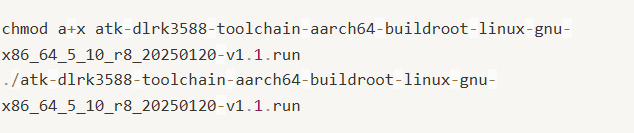 chmod a+x atk-dlrk3588-toolchain-aarch64-buildroot-linux-gnu-
x86_64_5_10_r8_20250120-v1.1.run
./atk-dlrk3588-toolchain-aarch64-buildroot-linux-gnu-
x86_64_5_10_r8_20250120-v1.1.run